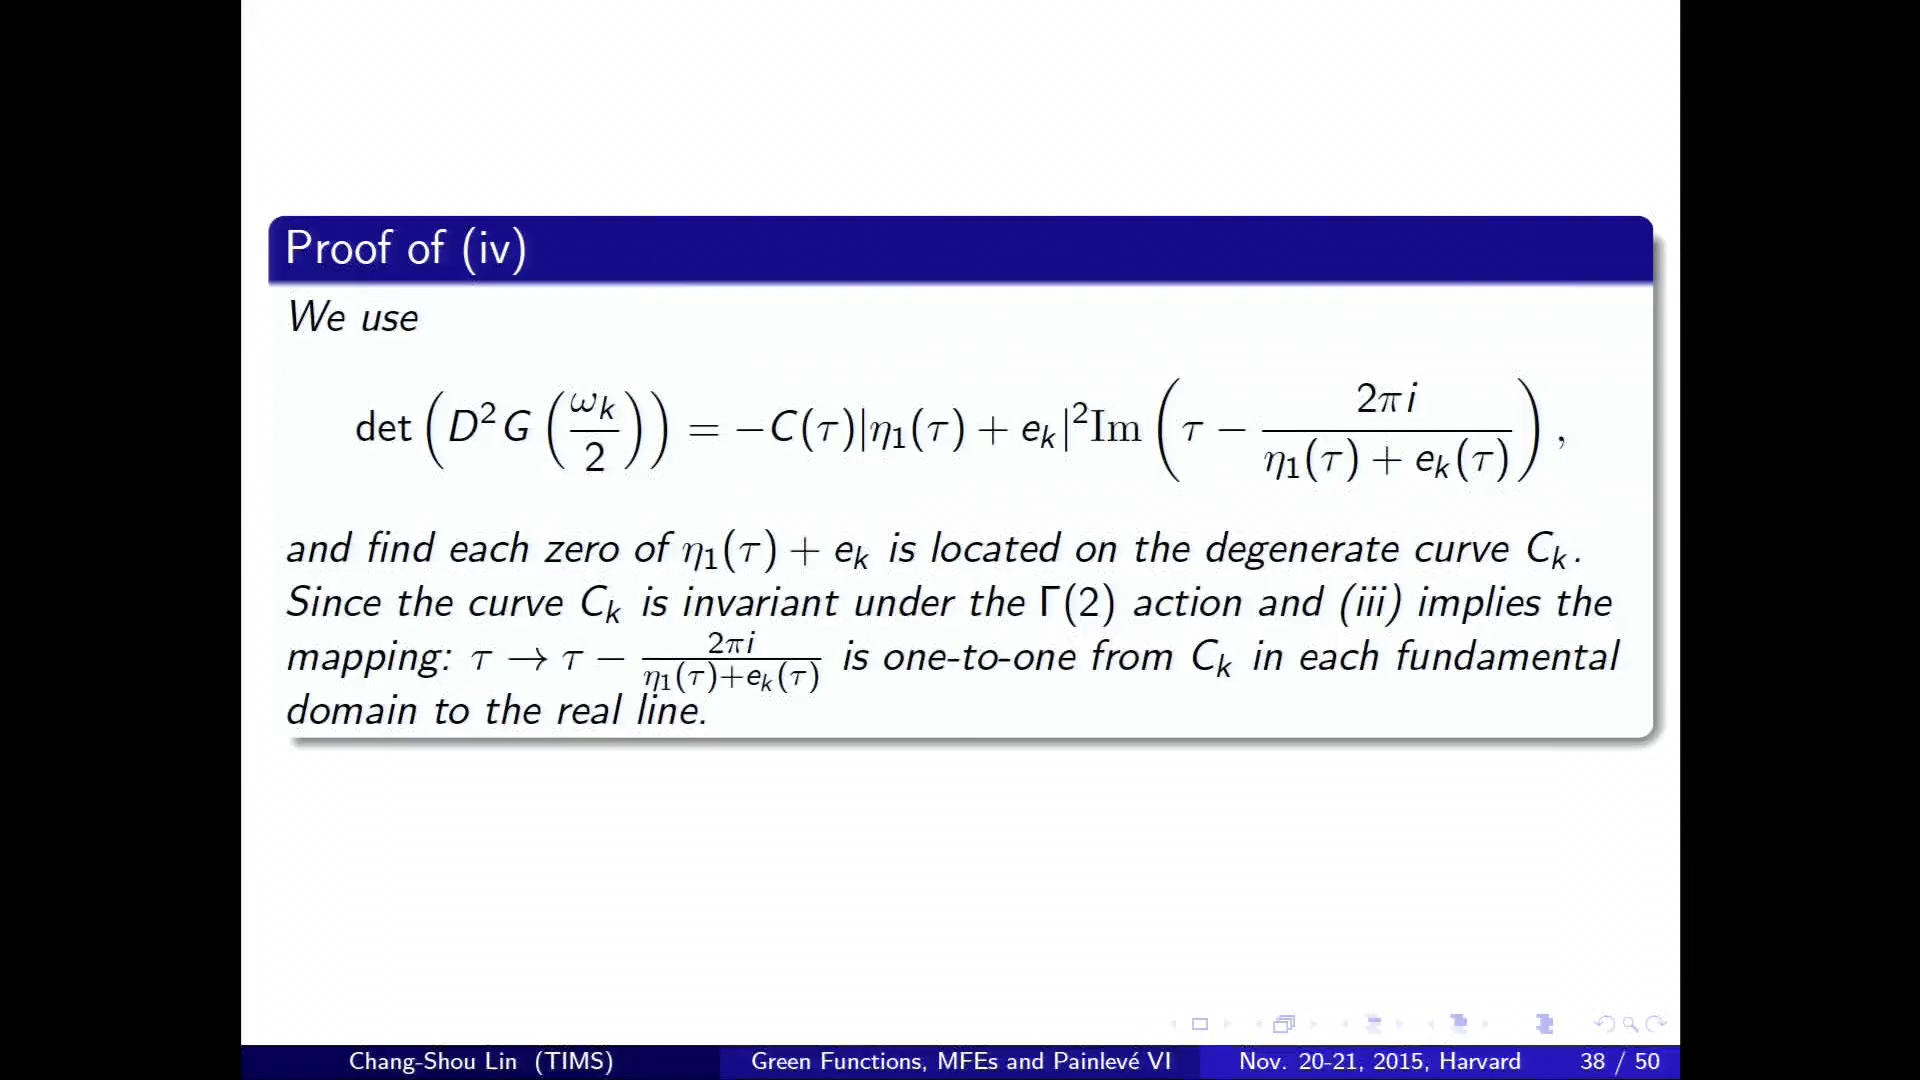 Proof of (iv)
We use
det(D²G(ω_k/2)) = −C(τ)|η₁(τ) + e_k|²Im(τ − 2πi/(η₁(τ) + e_k(τ))),
and find each zero of η₁(τ) + e_k is located on the degenerate curve C_k.
Since the curve C_k is invariant under the Γ(2) action and (iii) implies the
mapping: τ → τ − 2πi/(η₁(τ)+e_k(τ)) is one-to-one from C_k in each fundamental
domain to the real line.
Chang-Shou Lin (TIMS) Green Functions, MFEs and Painlevé VI Nov. 20-21, 2015, Harvard 38 / 50